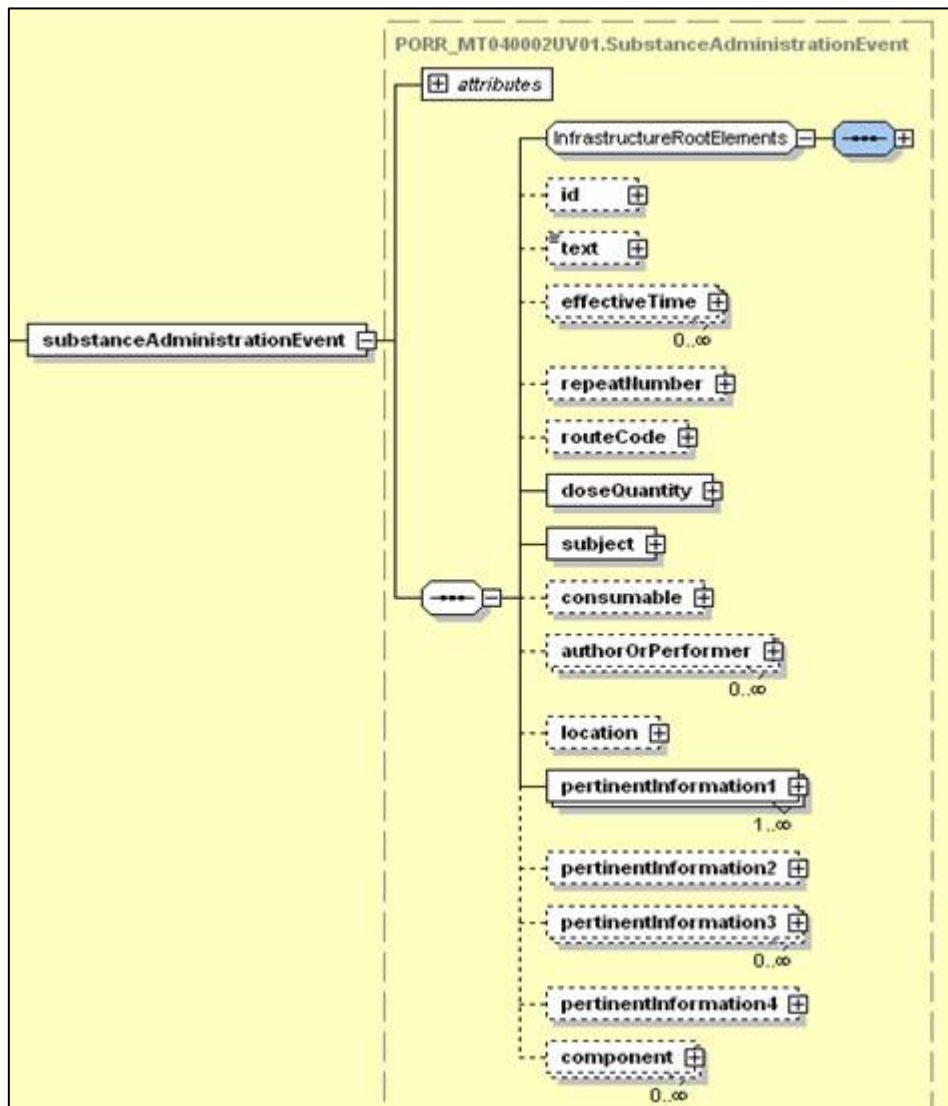 PORR_MT040002UV01.SubstanceAdministrationEvent
attributes
InfrastructureRootElements
id
text
effectiveTime
0..∞
substanceAdministrationEvent
repeatNumber
routeCode
doseQuantity
subject
consumable
authorOrPerformer
0..∞
location
pertinentInformation1
1..∞
pertinentInformation2
pertinentInformation3
0..∞
pertinentInformation4
component
0..∞